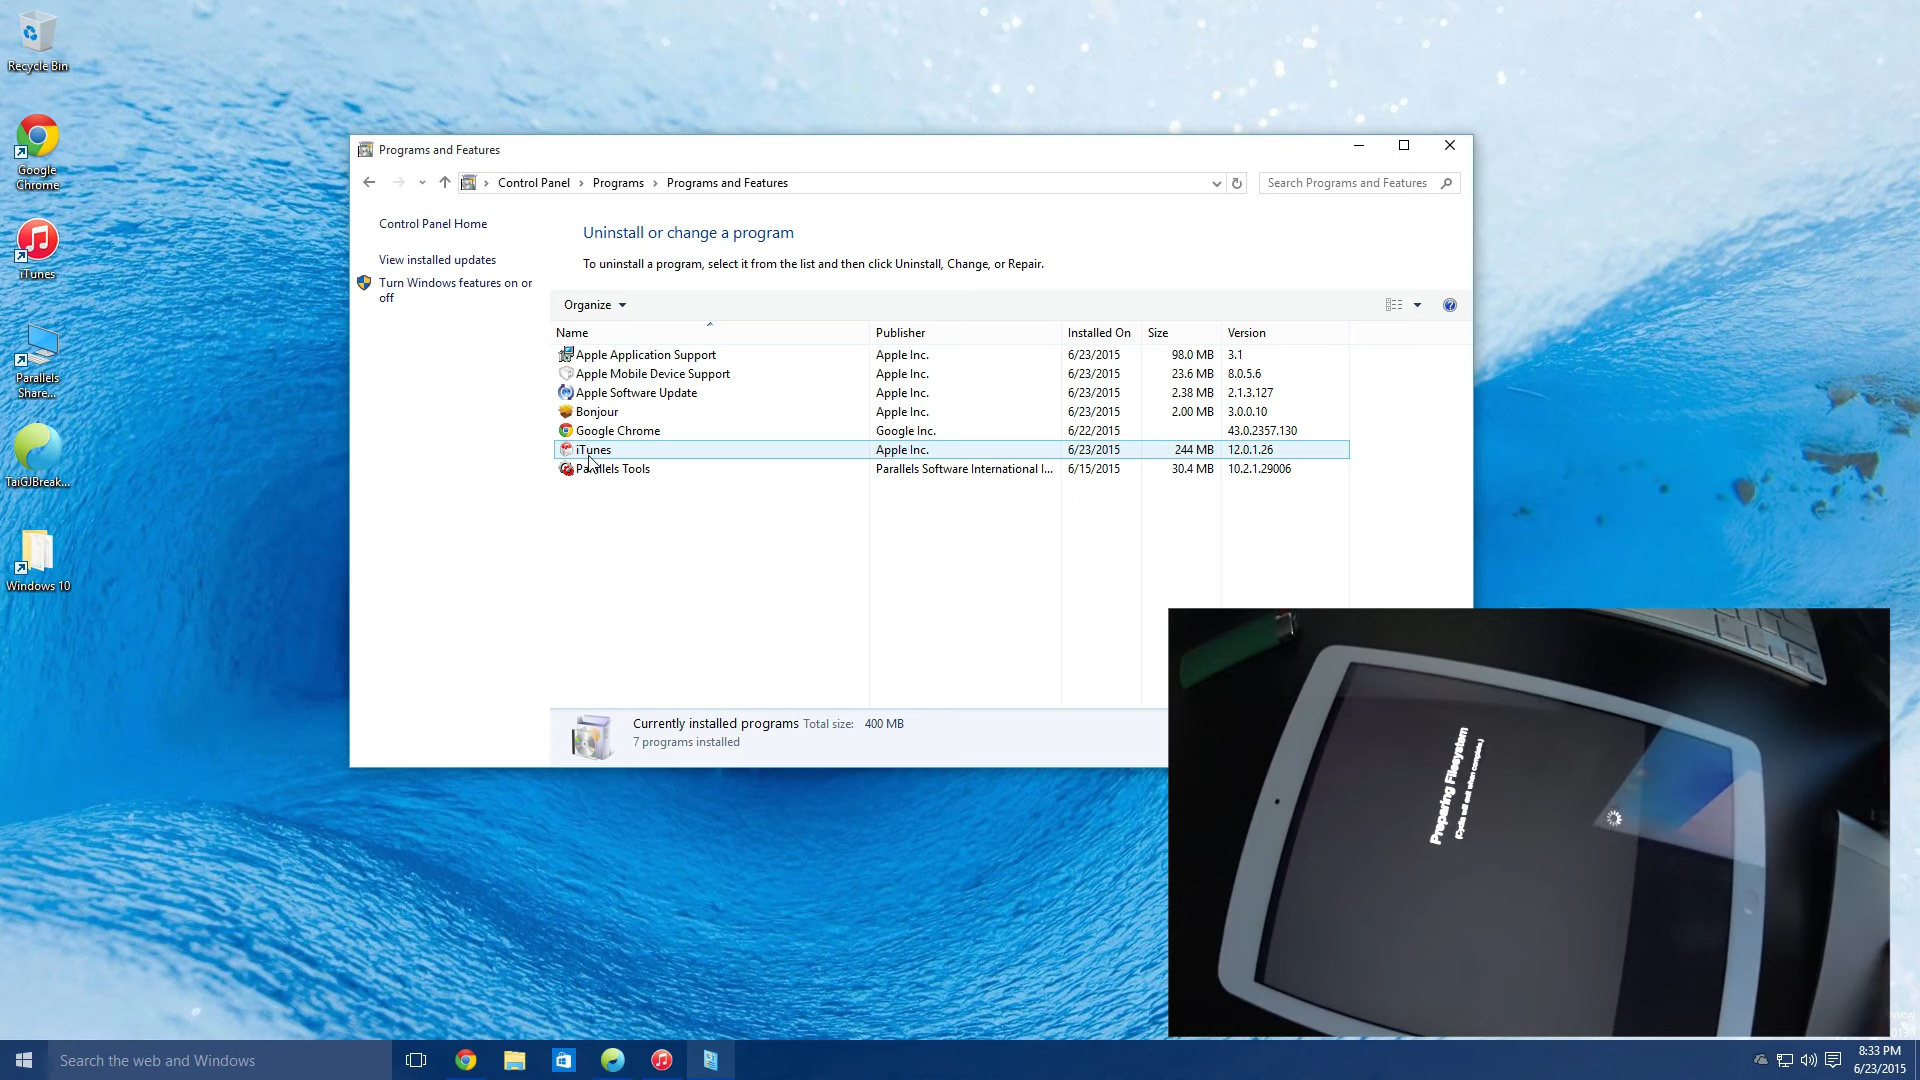 Recycle Bin
Google
Chrome
iTunes
Parallels
Share...
TaiGJBreak...
Windows 10
Programs and Features
Control Panel > Programs > Programs and Features
Search Programs and Features
Control Panel Home
View installed updates
Turn Windows features on or
off
Uninstall or change a program
To uninstall a program, select it from the list and then click Uninstall, Change, or Repair.
Organize
Name Publisher Installed On Size Version
Apple Application Support Apple Inc. 6/23/2015 98.0 MB 3.1
Apple Mobile Device Support Apple Inc. 6/23/2015 23.6 MB 8.0.5.6
Apple Software Update Apple Inc. 6/23/2015 2.38 MB 2.1.3.127
Bonjour Apple Inc. 6/23/2015 2.00 MB 3.0.0.10
Google Chrome Google Inc. 6/22/2015 43.0.2357.130
iTunes Apple Inc. 6/23/2015 244 MB 12.0.1.26
Parallels Tools Parallels Software International I... 6/15/2015 30.4 MB 10.2.1.29006
Currently installed programs Total size: 400 MB
7 programs installed
Preparing Filesystem
(Cydia will exit when complete.)
Search the web and Windows
8:33 PM
6/23/2015